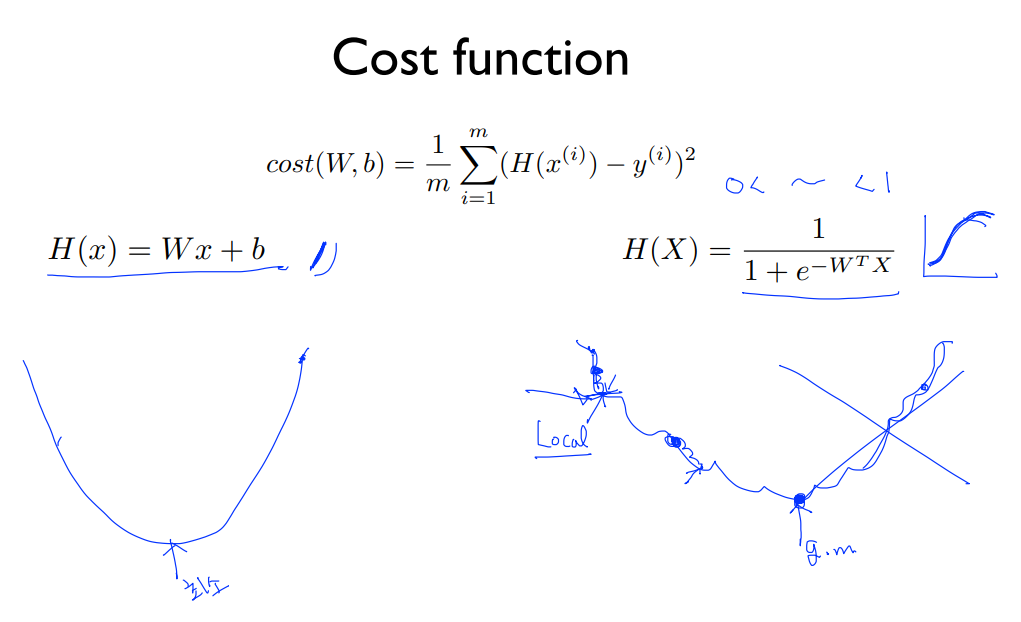 Cost function
cost(W, b) = \frac{1}{m} \sum_{i=1}^{m} (H(x^{(i)}) - y^{(i)})^2
0< ~ <1
H(x) = Wx + b
H(X) = \frac{1}{1 + e^{-W^T X}}
Local
최소
g.m